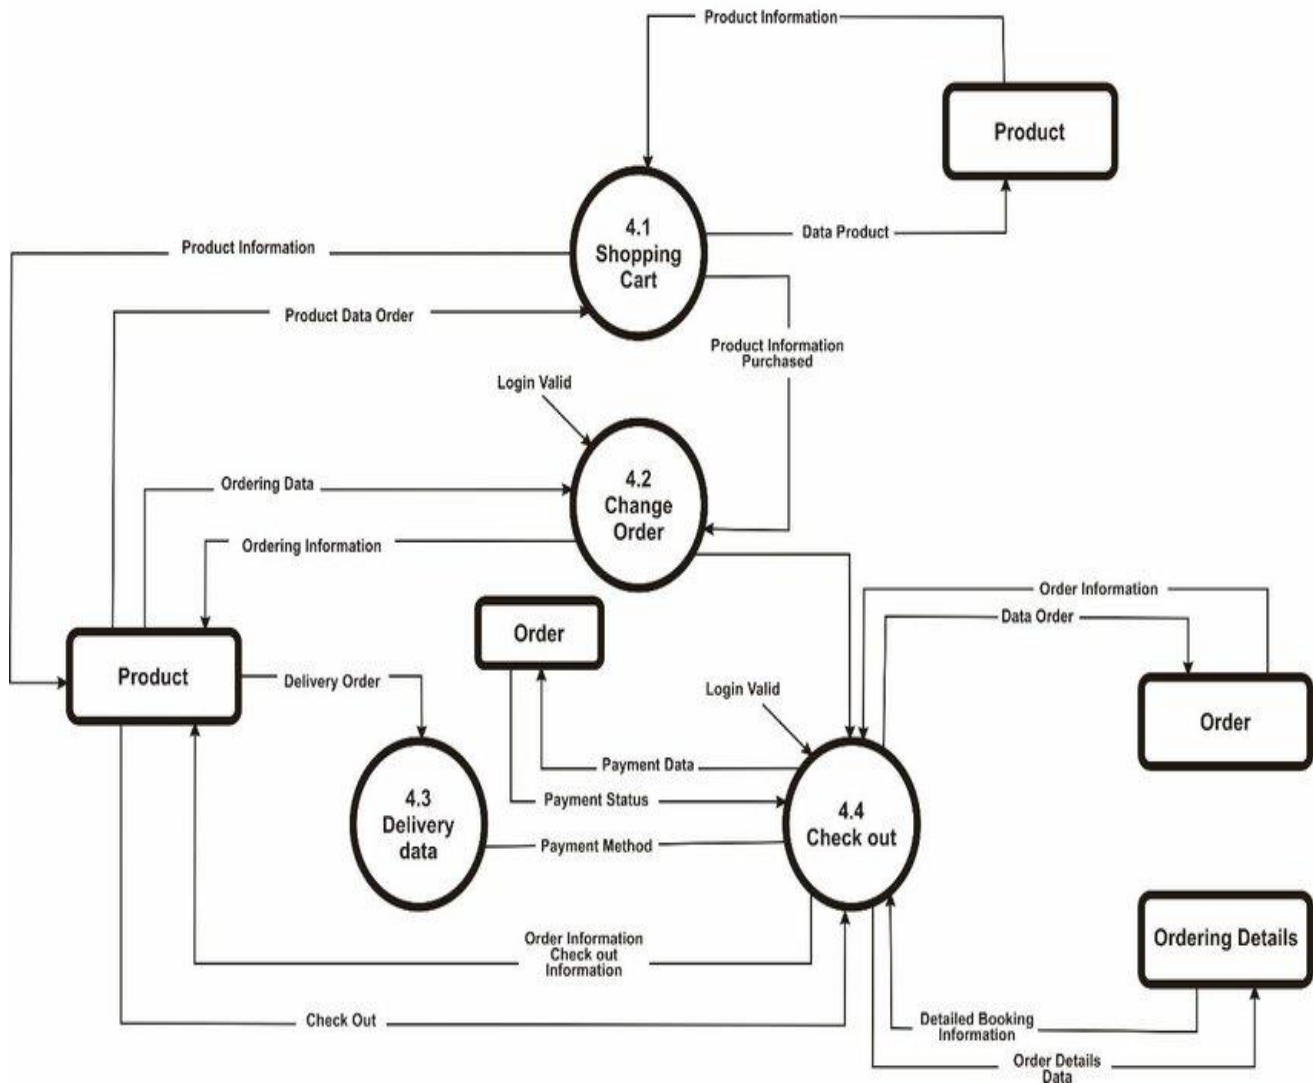 Product Information
Product
4.1
Shopping
Cart
Data Product
Product Information
Product Data Order
Product Information
Purchased
Login Valid
4.2
Change
Order
Ordering Data
Ordering Information
Order
Order Information
Data Order
Product
Delivery Order
Login Valid
Order
Payment Data
4.3
Delivery
data
Payment Status
4.4
Check out
Payment Method
Order Information
Check out
Information
Ordering Details
Check Out
Detailed Booking
Information
Order Details
Data